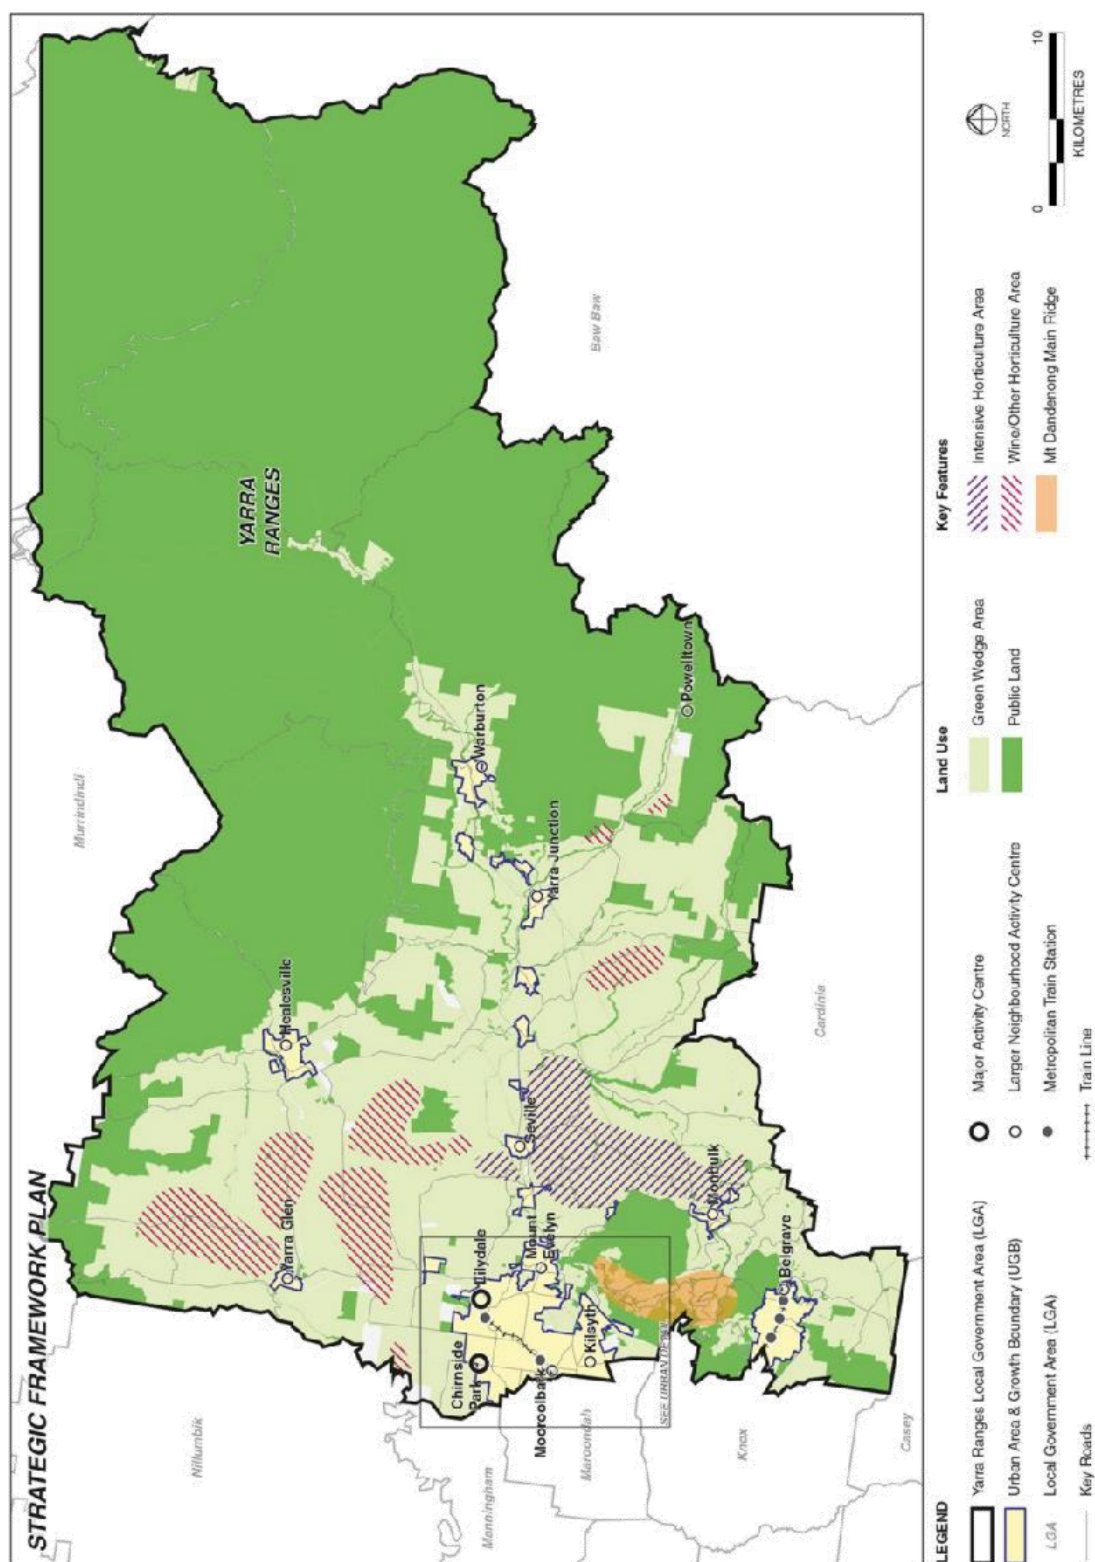 STRATEGIC FRAMEWORK PLAN
Murrindindi
Nillumbik
YARRA
RANGES
Yarra Glen
Healesville
Manningham
Chirnside
Park
Lilydale
Mooroolbark
Mount
Evelyn
Seville
Yarra Junction
Warburton
Baw Baw
Maroondah
Kilsyth
SEE URBAN DETAIL
Monbulk
Powelltown
Knox
Belgrave
Cardinia
Casey
LEGEND
Yarra Ranges Local Government Area (LGA)
Urban Area & Growth Boundary (UGB)
LGA Local Government Area (LGA)
Key Roads
Major Activity Centre
Larger Neighbourhood Activity Centre
Metropolitan Train Station
Train Line
Land Use
Green Wedge Area
Public Land
Key Features
Intensive Horticulture Area
Wine/Other Horticulture Area
Mt Dandenong Main Ridge
NORTH
0 10
KILOMETRES